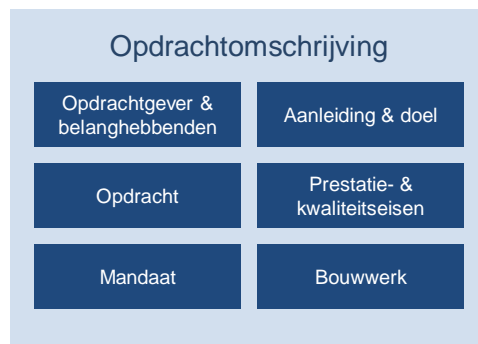 Opdrachtomschrijving
Opdrachtgever &
belanghebbenden
Aanleiding & doel
Opdracht
Prestatie- &
kwaliteitseisen
Mandaat
Bouwwerk